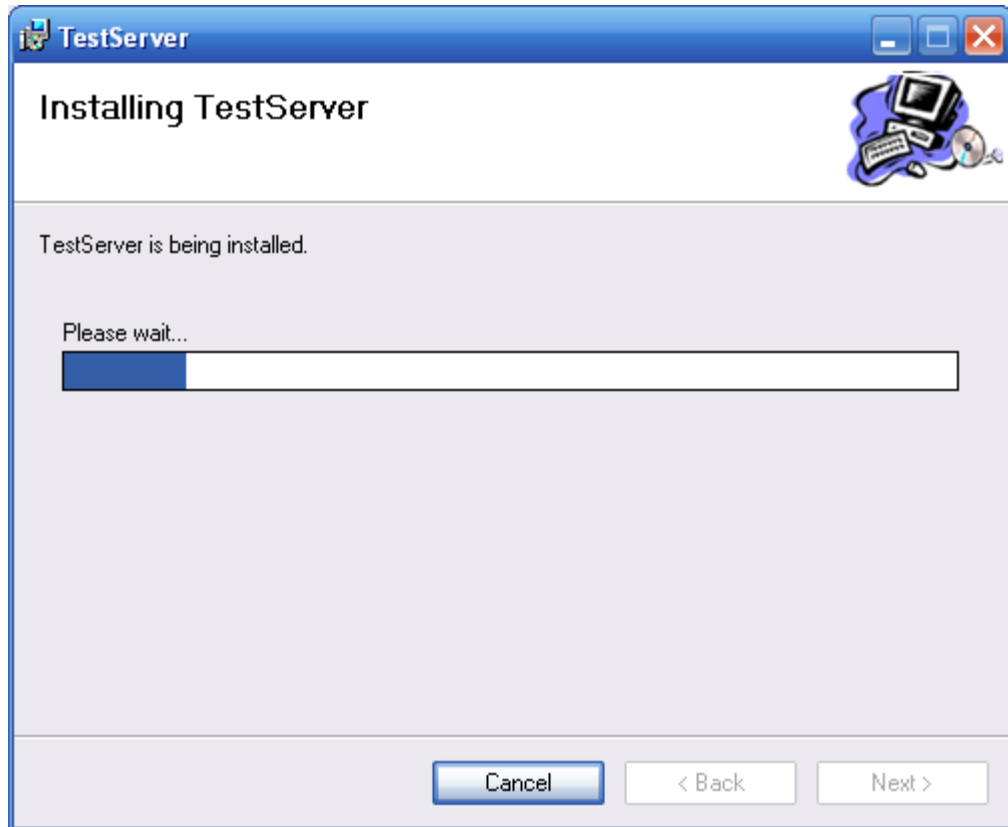 TestServer
Installing TestServer
TestServer is being installed.
Please wait...
Cancel
< Back
Next >